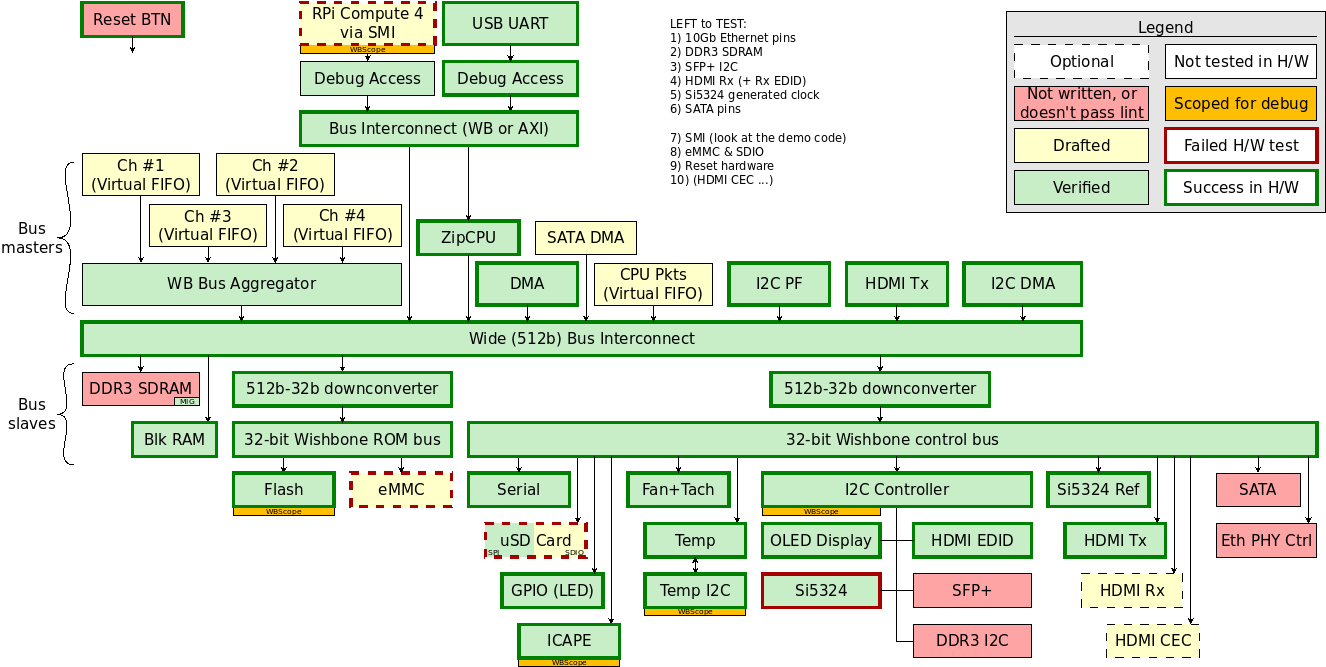 Reset BTN
RPi Compute 4
via SMI
WBScope
USB UART
Debug Access
Debug Access
Bus Interconnect (WB or AXI)
LEFT to TEST:
1) 10Gb Ethernet pins
2) DDR3 SDRAM
3) SFP+ I2C
4) HDMI Rx (+ Rx EDID)
5) Si5324 generated clock
6) SATA pins
7) SMI (look at the demo code)
8) eMMC & SDIO
9) Reset hardware
10) (HDMI CEC ...)
Legend
Optional
Not tested in H/W
Not written, or
doesn't pass lint
Scoped for debug
Drafted
Failed H/W test
Verified
Success in H/W
Bus
masters
Ch #1
(Virtual FIFO)
Ch #2
(Virtual FIFO)
Ch #3
(Virtual FIFO)
Ch #4
(Virtual FIFO)
ZipCPU
SATA DMA
WB Bus Aggregator
DMA
CPU Pkts
(Virtual FIFO)
I2C PF
HDMI Tx
I2C DMA
Wide (512b) Bus Interconnect
Bus
slaves
DDR3 SDRAM
MIG
512b-32b downconverter
512b-32b downconverter
Blk RAM
32-bit Wishbone ROM bus
32-bit Wishbone control bus
Flash
WBScope
eMMC
Serial
Fan+Tach
I2C Controller
WBScope
Si5324 Ref
SATA
uSD Card
SPI
SDIO
Temp
OLED Display
HDMI EDID
HDMI Tx
Eth PHY Ctrl
GPIO (LED)
Temp I2C
WBScope
Si5324
SFP+
HDMI Rx
ICAPE
WBScope
DDR3 I2C
HDMI CEC